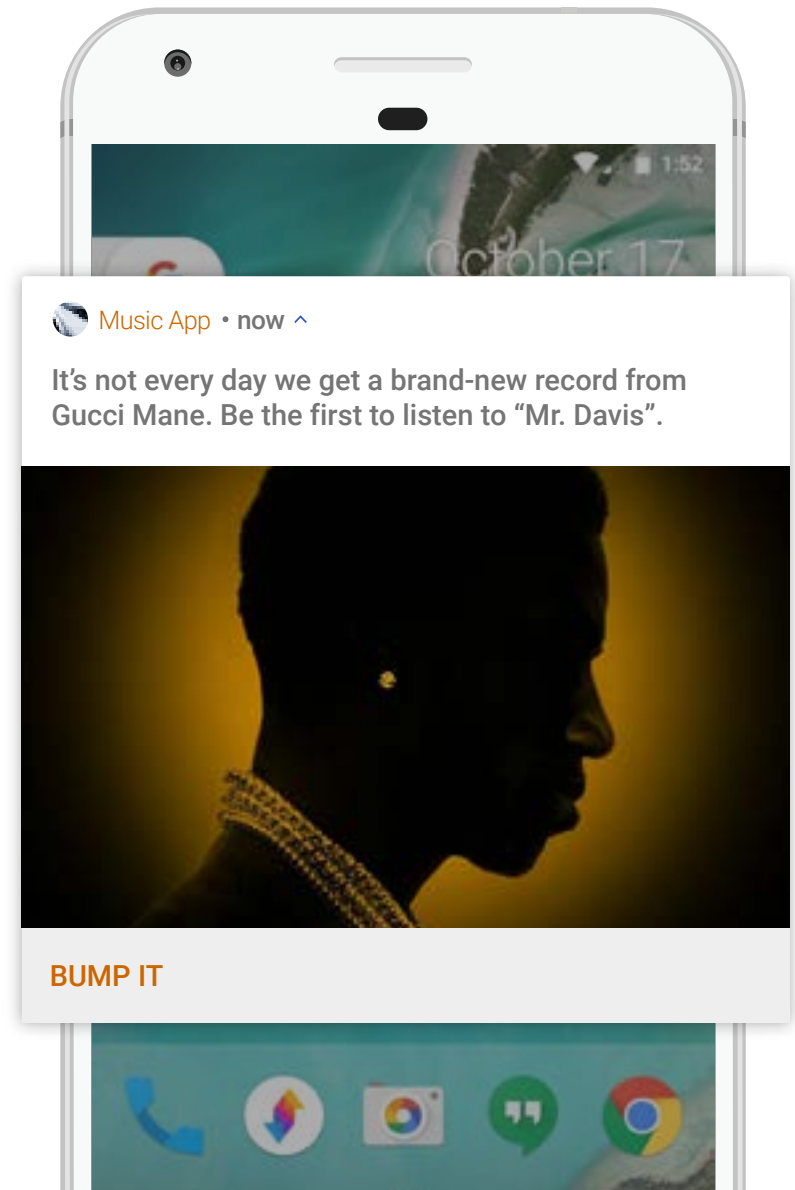 1:52
October 17
Music App • now
It’s not every day we get a brand-new record from
Gucci Mane. Be the first to listen to “Mr. Davis”.
BUMP IT